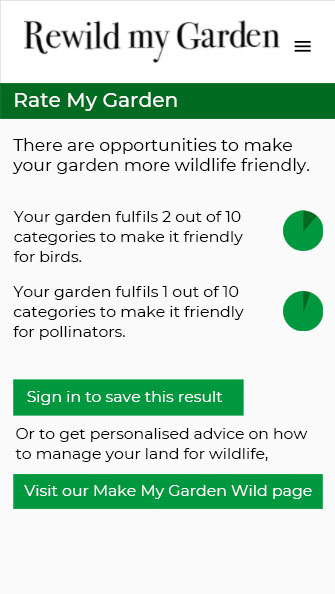 Rewild my Garden
Rate My Garden
There are opportunities to make
your garden more wildlife friendly.
Your garden fulfils 2 out of 10
categories to make it friendly
for birds.
Your garden fulfils 1 out of 10
categories to make it friendly
for pollinators.
Sign in to save this result
Or to get personalised advice on how
to manage your land for wildlife,
Visit our Make My Garden Wild page